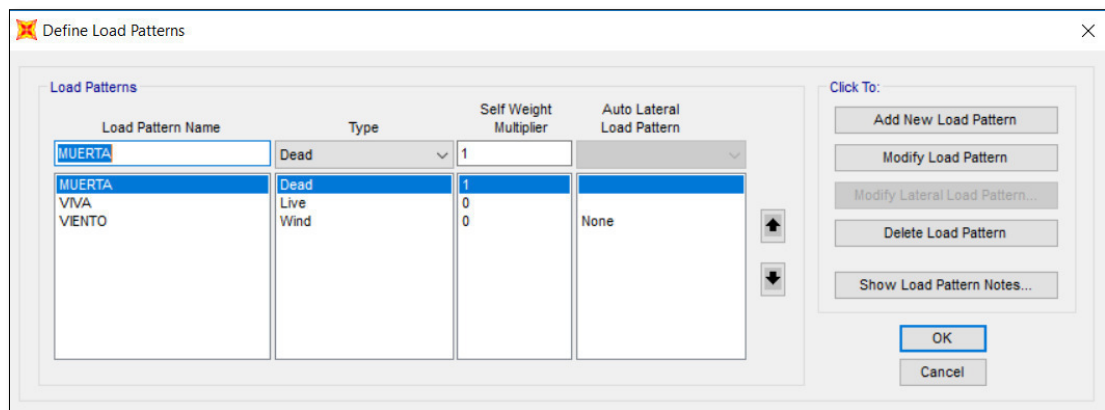 Define Load Patterns
Load Patterns
Load Pattern Name Type Self Weight Multiplier Auto Lateral Load Pattern
MUERTA Dead 1
MUERTA Dead 1
VIVA Live 0
VIENTO Wind 0 None
Click To:
Add New Load Pattern
Modify Load Pattern
Modify Lateral Load Pattern...
Delete Load Pattern
Show Load Pattern Notes...
OK
Cancel